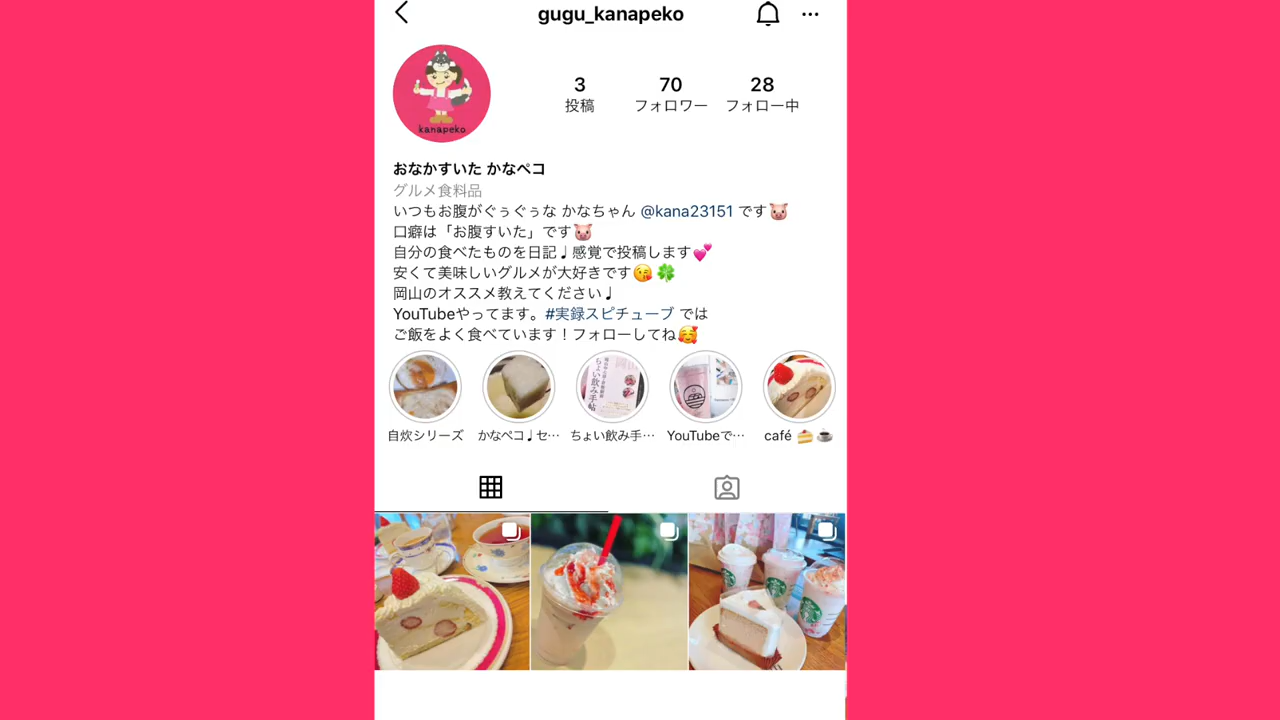 gugu_kanapeko
kanapeko
3
投稿
70
フォロワー
28
フォロー中
おなかすいた かなペコ
グルメ食料品
いつもお腹がぐぅぐぅな かなちゃん @kana23151 です🐷
口癖は「お腹すいた」です🐷
自分の食べたものを日記♩感覚で投稿します💕
安くて美味しいグルメが大好きです😘🍀
岡山のオススメ教えてください♩
YouTubeやってます。#実録スピチューブ では
ご飯をよく食べています！フォローしてね🥰
ちょい飲み手帖
自炊シリーズ
かなペコ♩セ…
ちょい飲み手…
YouTubeで…
café 🍰☕